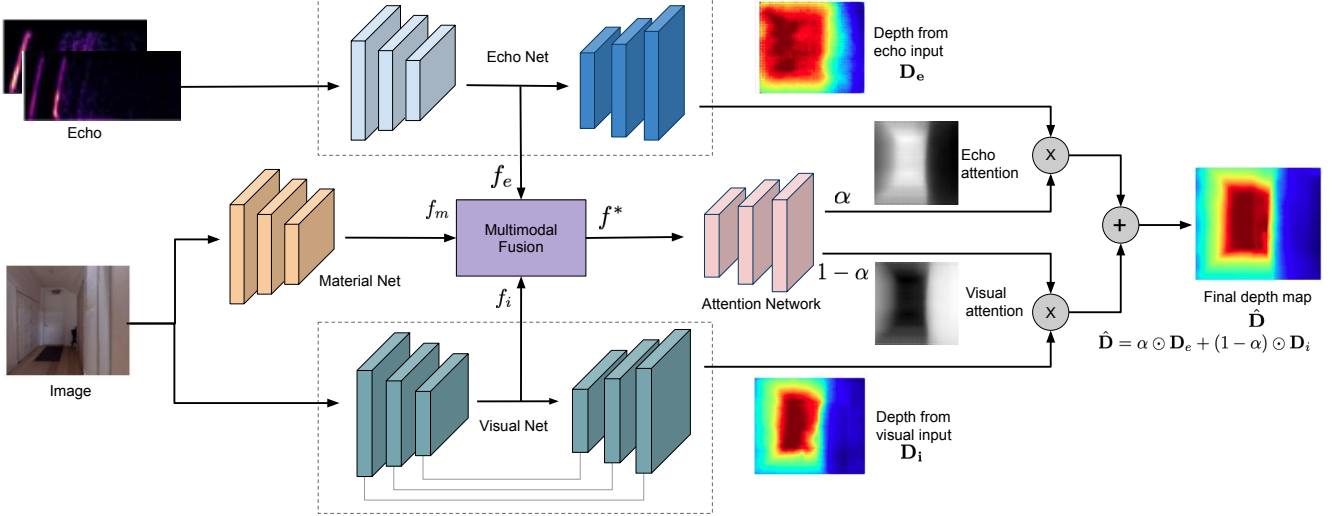 Echo
Echo Net
Depth from
echo input
D_e
f_e
Echo
attention
X
α
f_m
Multimodal
Fusion
f*
Material Net
Attention Network
1 − α
Visual
attention
X
+
Final depth map
D̂
D̂ = α ⊙ D_e + (1 − α) ⊙ D_i
f_i
Image
Visual Net
Depth from
visual input
D_i